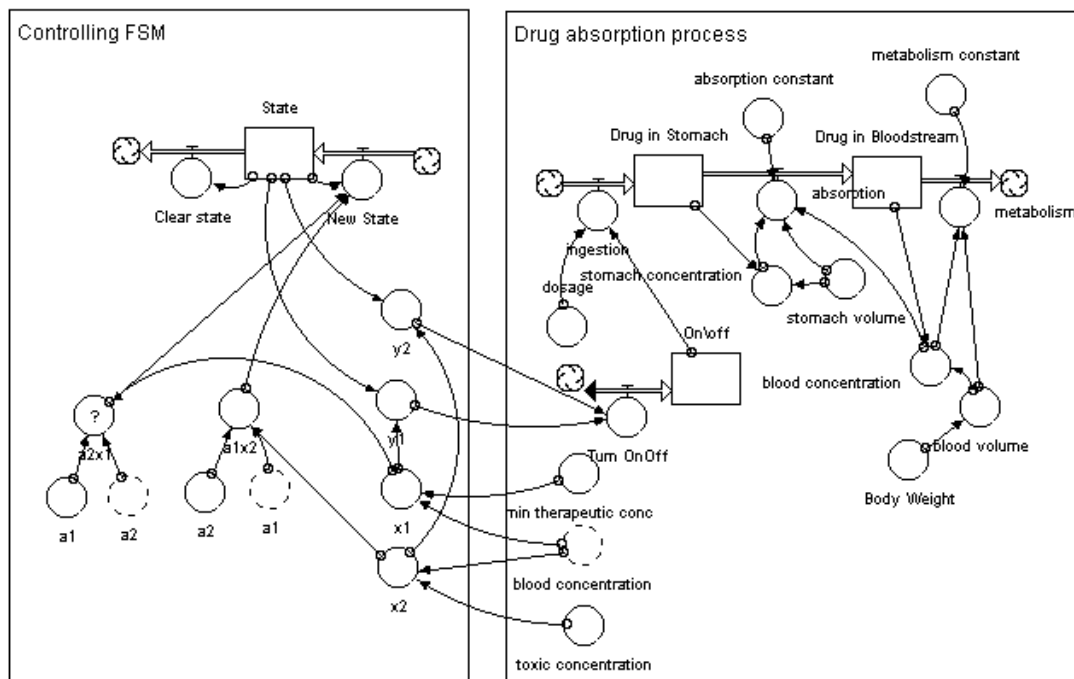 Controlling FSM
State
Clear state
New State
y2
?
a2x1
a1x2
y1
a1
a2
a2
a1
x1
x2
Drug absorption process
metabolism constant
absorption constant
Drug in Stomach
Drug in Bloodstream
absorption
metabolism
ingestion
stomach concentration
dosage
stomach volume
On\off
blood concentration
Turn OnOff
blood volume
Body Weight
min therapeutic conc
blood concentration
toxic concentration